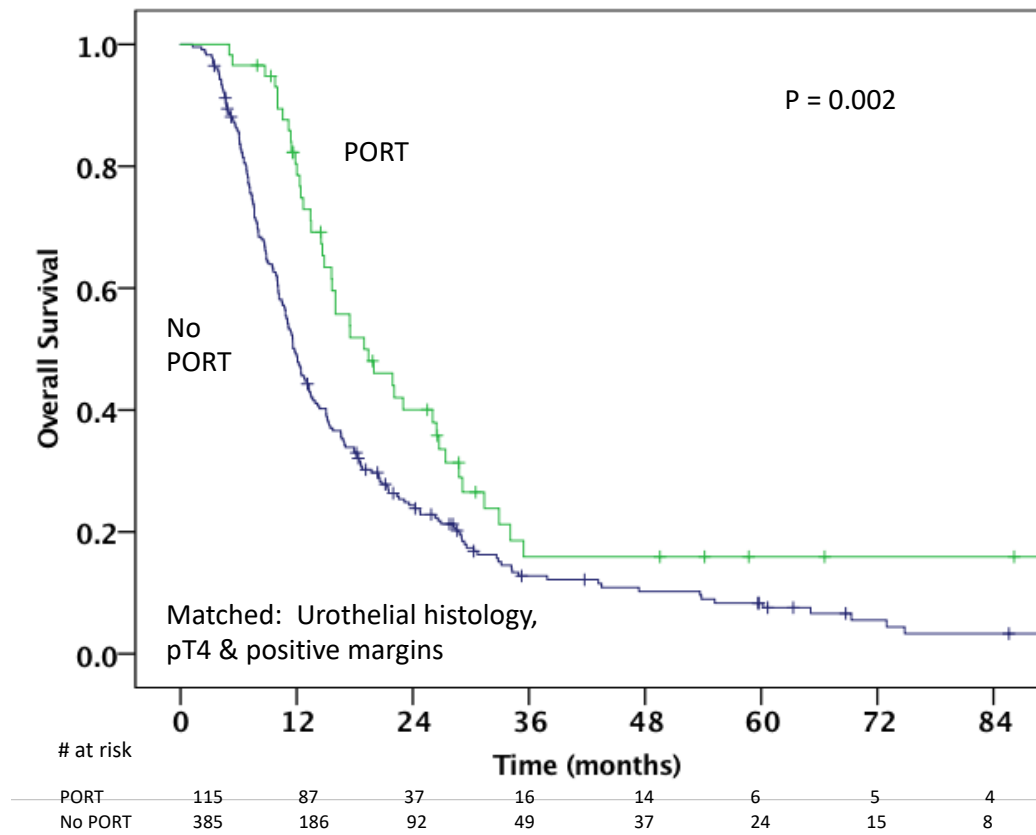 1.0
P = 0.002
PORT
0.8
0.6
No
PORT
0.4
0.2
Matched: Urothelial histology,
pT4 & positive margins
0.0
Overall Survival
0 12 24 36 48 60 72 84
# at risk
Time (months)
PORT 115 87 37 16 14 6 5 4
No PORT 385 186 92 49 37 24 15 8